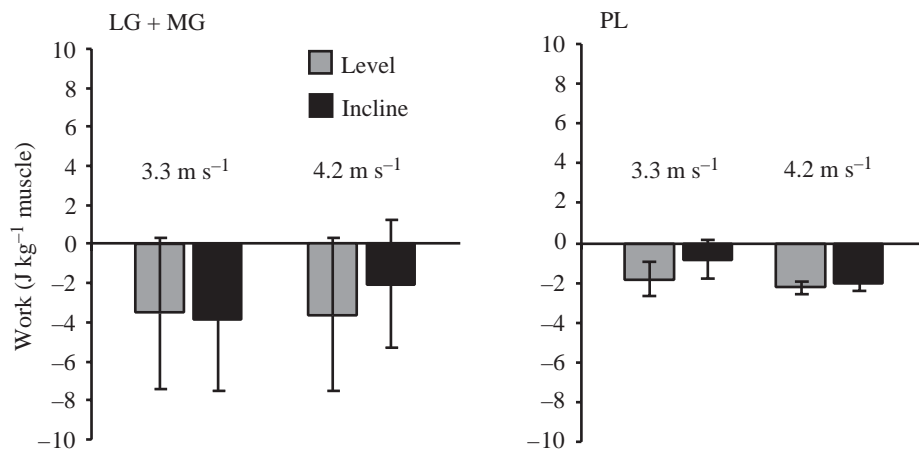 LG + MG
PL
Work (J kg–1 muscle)
10
8
6
4
2
0
–2
–4
–6
–8
–10
Level
Incline
3.3 m s–1
4.2 m s–1
10
8
6
4
2
0
–2
–4
–6
–8
–10
3.3 m s–1
4.2 m s–1